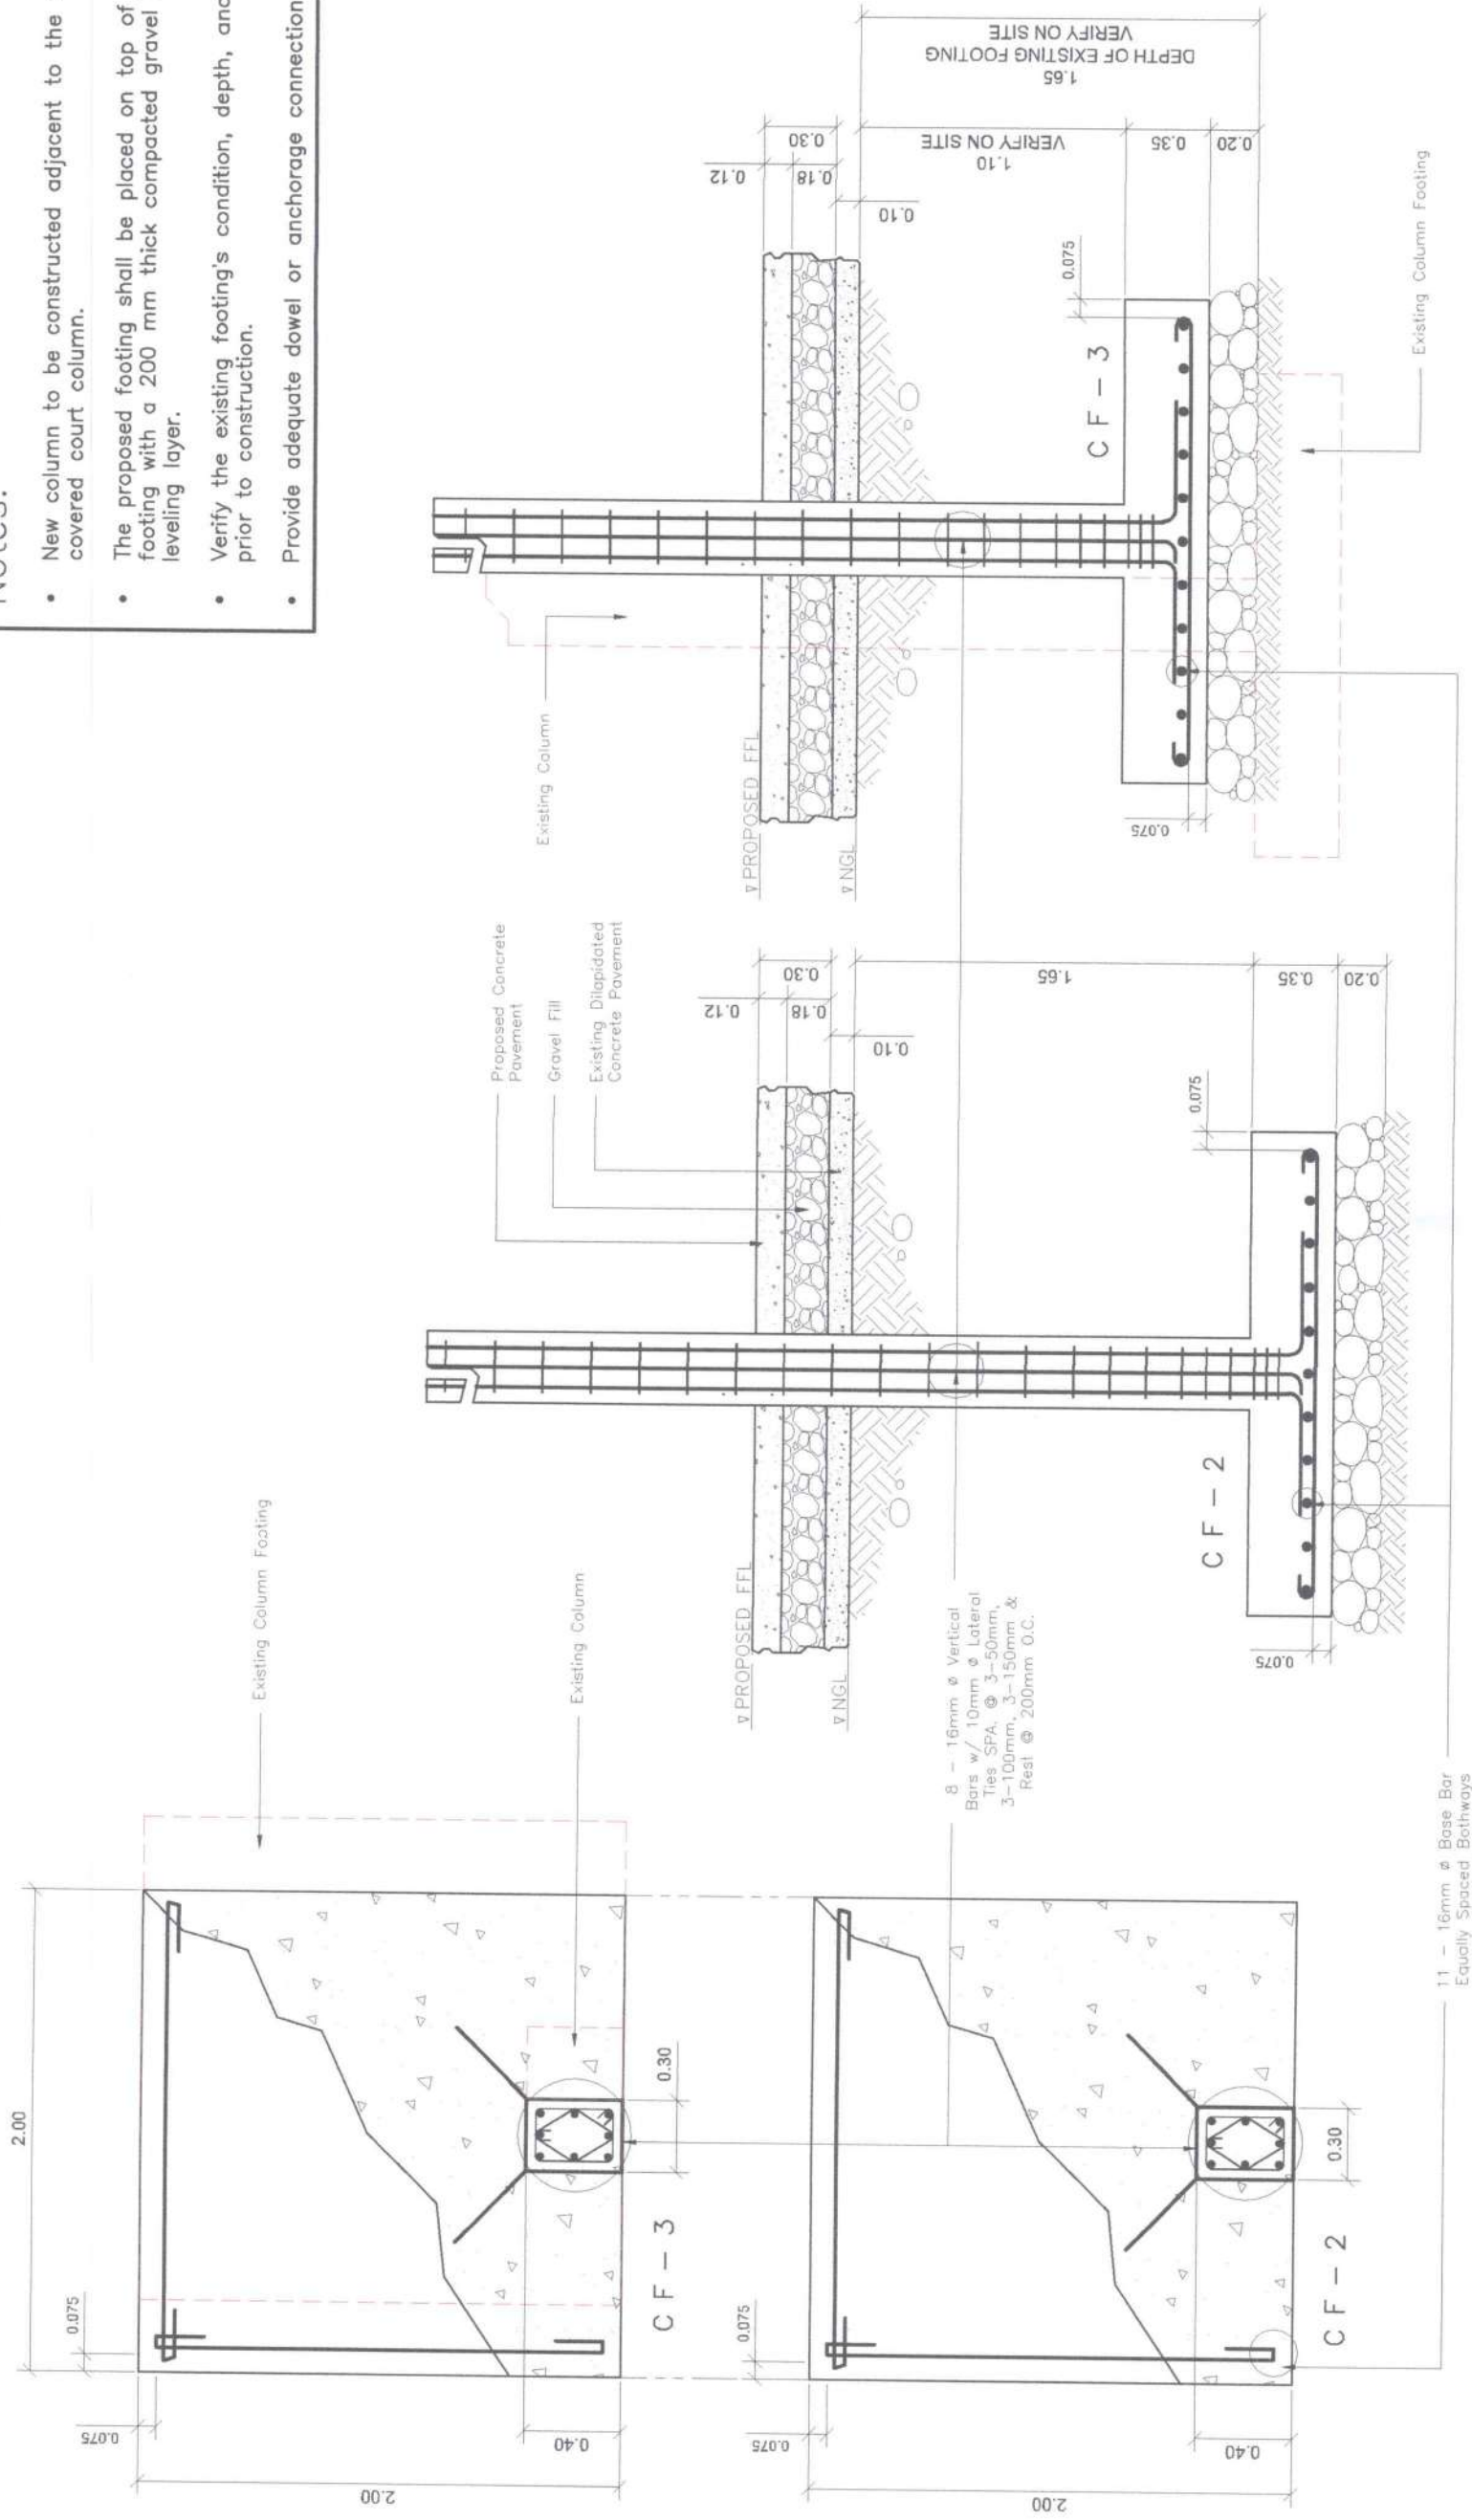 Notes:
• New column to be constructed adjacent to the
covered court column.
• The proposed footing shall be placed on top of
footing with a 200 mm thick compacted gravel
leveling layer.
• Verify the existing footing's condition, depth, and
prior to construction.
• Provide adequate dowel or anchorage connection
2.00
0.075
0.075
2.00
0.40
0.30
CF-3
Existing Column Footing
Existing Column
0.075
0.075
2.00
0.40
0.30
CF-2
8 - 16mm ø Vertical
Bars w/ 10mm ø Lateral
Ties SPA. @ 3-50mm,
3-100mm, 3-150mm &
Rest @ 200mm O.C.
11 - 16mm ø Base Bar
Equally Spaced Bothways
Proposed Concrete
Pavement
Gravel Fill
Existing Dilapidated
Concrete Pavement
PROPOSED FFL
NGL
0.12
0.18
0.30
0.10
1.65
0.35
0.20
0.075
0.075
CF-2
Existing Column
PROPOSED FFL
NGL
0.12
0.18
0.30
0.10
1.10
VERIFY ON SITE
0.35
0.20
1.65
DEPTH OF EXISTING FOOTING
VERIFY ON SITE
0.075
0.075
CF-3
Existing Column Footing